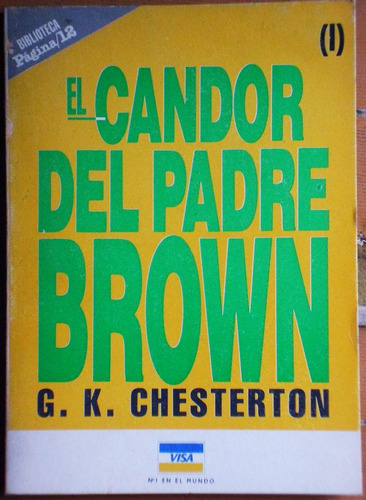 BIBLIOTECA
Página/12
(I)
EL CANDOR
DEL PADRE
BROWN
G. K. CHESTERTON
VISA
Nº1 EN EL MUNDO